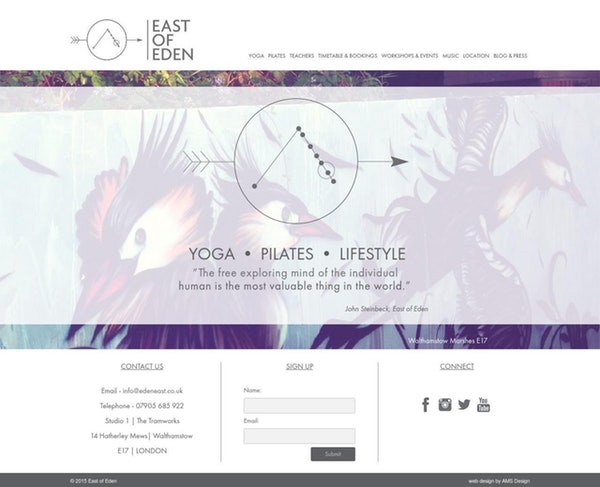 EAST
OF
EDEN
YOGA PILATES TEACHERS TIMETABLE & BOOKINGS WORKSHOPS & EVENTS MUSIC LOCATION BLOG & PRESS
YOGA • PILATES • LIFESTYLE
“The free exploring mind of the individual
human is the most valuable thing in the world.”
John Steinbeck; East of Eden
Walthamstow Marshes E17
CONTACT US
Email - info@edeneast.co.uk
Telephone - 07905 685 922
Studio 1 | The Tramworks
14 Hatherley Mews| Walthamstow
E17 | LONDON
SIGN UP
Name:
Email:
Submit
CONNECT
You
Tube
© 2015 East of Eden
web design by AMS Design